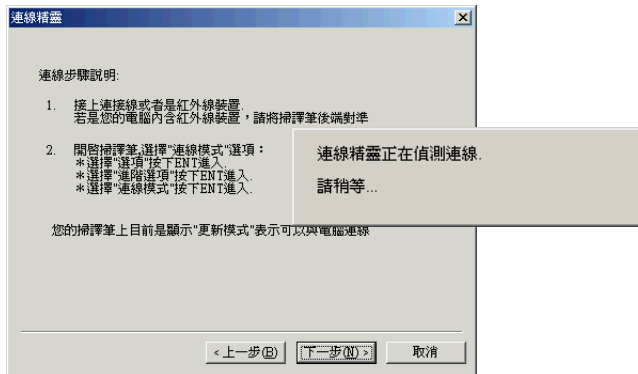 連線精靈
連線步驟說明:
1. 接上連接線或者是紅外線裝置.
若是您的電腦內含紅外線裝置，請將掃譯筆後端對準
2. 開啓掃譯筆,選擇"連線模式"選項：
＊選擇"選項"按下ENT進入.
＊選擇"進階選項"按下ENT進入.
＊選擇"連線模式"按下ENT進入.
連線精靈正在偵測連線.
請稍等...
您的掃譯筆上目前是顯示"更新模式"表示可以與電腦連線
<上一步(B)
下一步(N)>
取消